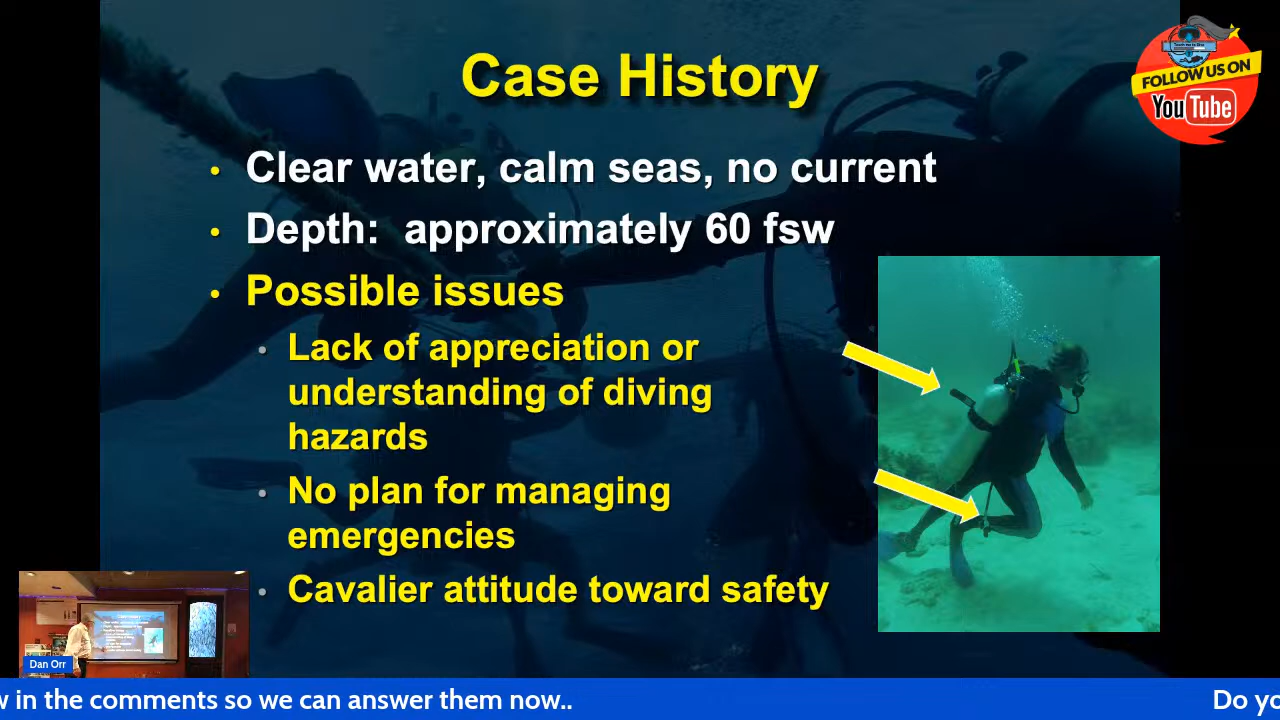 Case History
FOLLOW US ON
YouTube
Clear water, calm seas, no current
Depth: approximately 60 fsw
Possible issues
Lack of appreciation or
understanding of diving
hazards
No plan for managing
emergencies
Cavalier attitude toward safety
Dan Orr
in the comments so we can answer them now..
Do